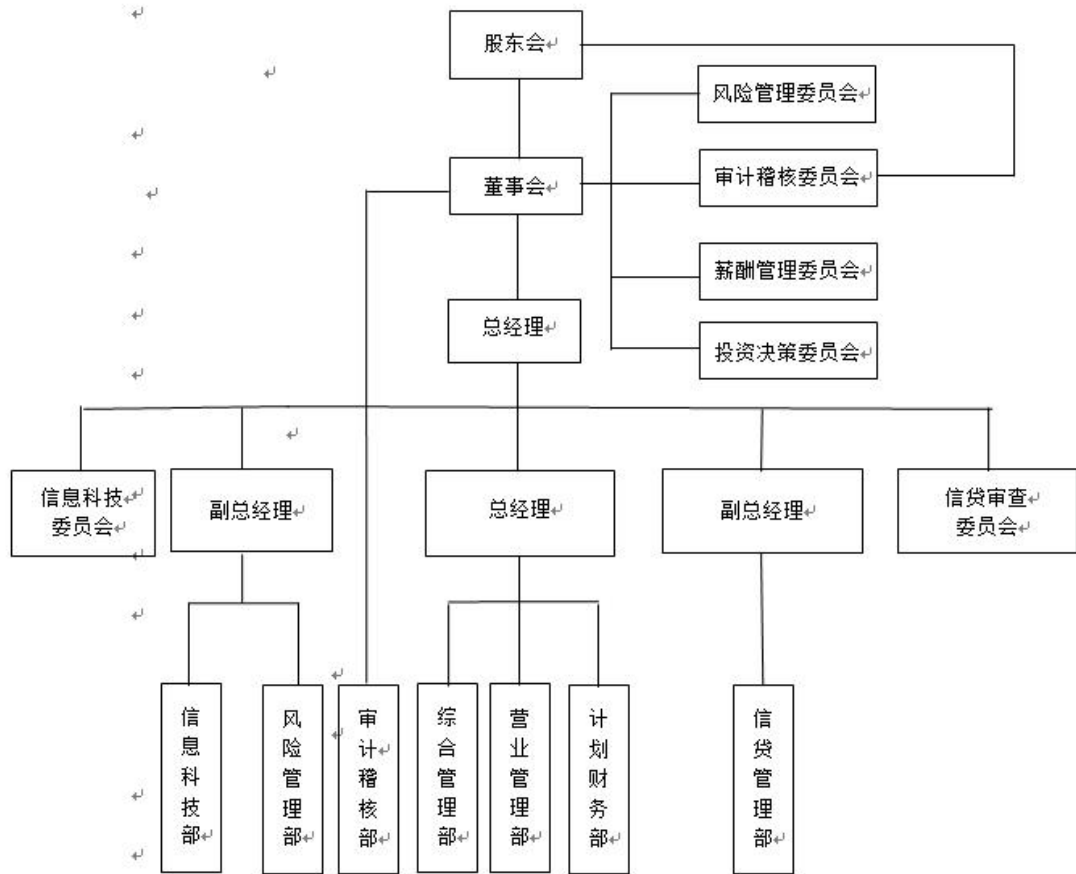 股东会
风险管理委员会
董事会
审计稽核委员会
薪酬管理委员会
总经理
投资决策委员会
信息科技
委员会
副总经理
总经理
副总经理
信贷审查
委员会
信息科技部
风险管理部
审计稽核部
综合管理部
营业管理部
计划财务部
信贷管理部